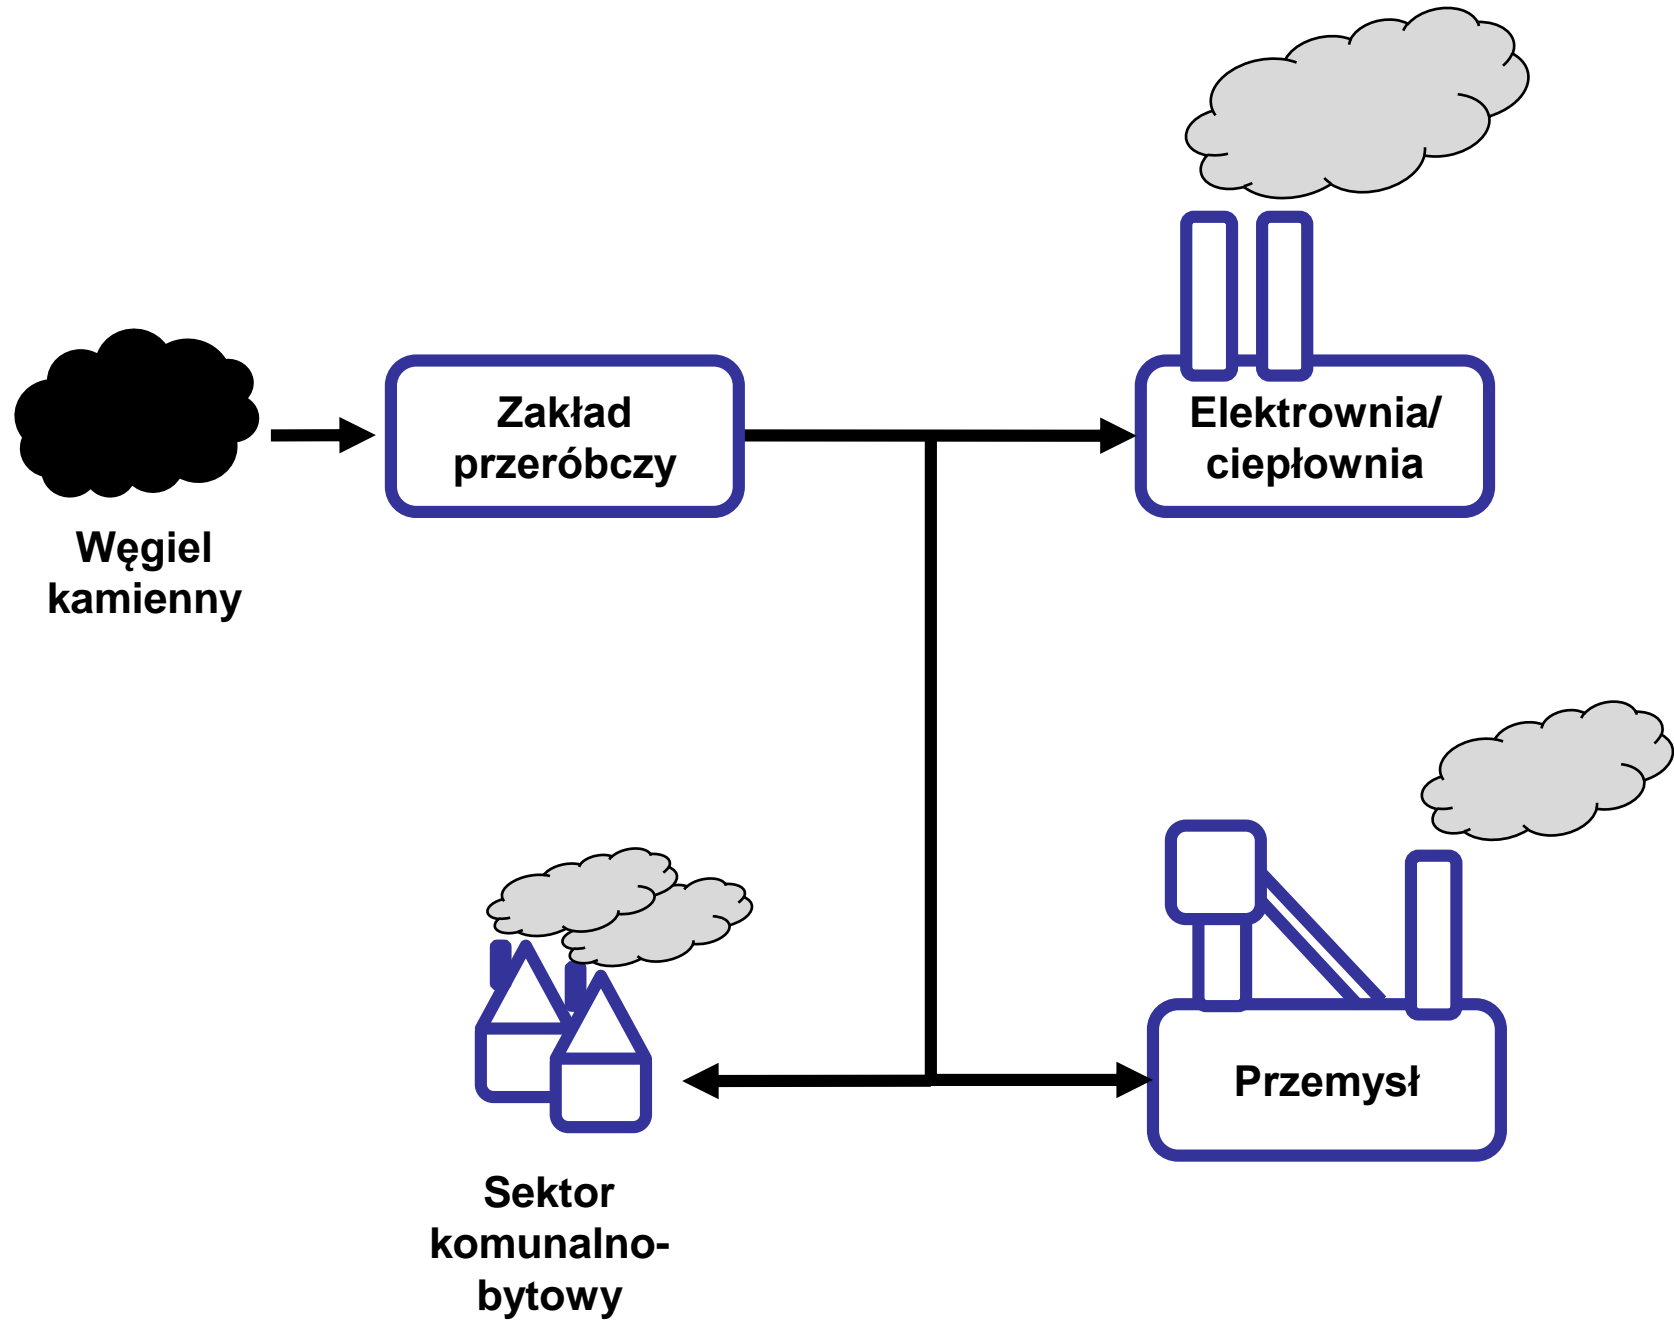 Zakład
przeróbczy
Elektrownia/
ciepłownia
Węgiel
kamienny
Przemysł
Sektor
komunalno-
bytowy